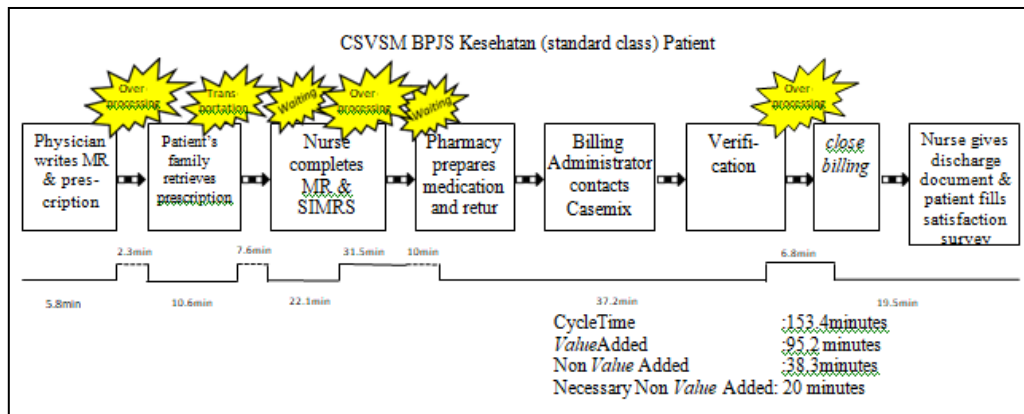 CSVSM BPJS Kesehatan (standard class) Patient
Over-
processing
Trans-
portation
Waiting
Over-
processing
Waiting
Over-
processing
Physician
writes MR
& pres-
cription
Patient's
family
retrieves
prescription
Nurse
completes
MR &
SIMRS
Pharmacy
prepares
medication
and retur
Billing
Administrator
contacts
Casemix
Verifi-
cation
close
billing
Nurse gives
discharge
document &
patient fills
satisfaction
survey
2.3min
7.6min
31.5min
10min
6.8min
5.8min
10.6min
22.1min
37.2min
19.5min
CycleTime :153.4minutes
ValueAdded :95,2 minutes
Non Value Added :38.3minutes
Necessary Non Value Added: 20 minutes